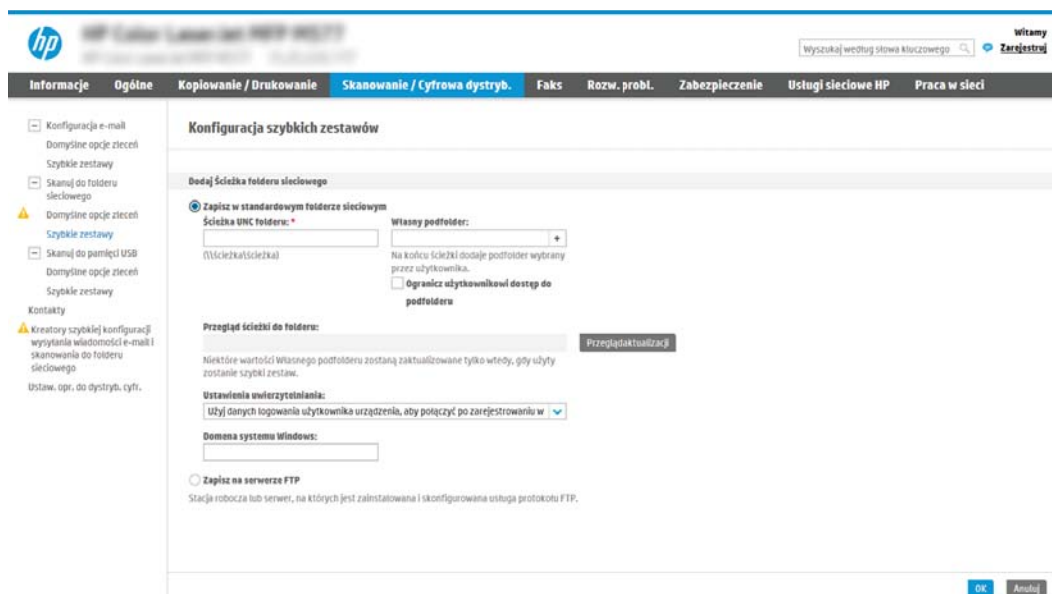 hp
Witamy
Wyszukaj według słowa kluczowego
Zarejestruj
Informacje Ogólne Kopiowanie / Drukowanie Skanowanie / Cyfrowa dystryb. Faks Rozw. probl. Zabezpieczenie Usługi sieciowe HP Praca w sieci
Konfiguracja e-mail
Domyślne opcje zleceń
Szybkie zestawy
Skanuj do folderu
sieciowego
Domyślne opcje zleceń
Szybkie zestawy
Skanuj do pamięci USB
Domyślne opcje zleceń
Szybkie zestawy
Kontakty
Kreatory szybkiej konfiguracji
wysyłania wiadomości e-mail i
skanowania do folderu
sieciowego
Ustaw. opr. do dystryb. cyfr.
Konfiguracja szybkich zestawów
Dodaj Ścieżka folderu sieciowego
Zapisz w standardowym folderze sieciowym
Ścieżka UNC folderu: * Własny podfolder:
+
(\\ścieżka\ścieżka) Na końcu ścieżki dodaje podfolder wybrany
przez użytkownika.
Ogranicz użytkownikowi dostęp do
podfolderu
Przegląd ścieżki do folderu:
Przeglądaktualizacji
Niektóre wartości Własnego podfolderu zostaną zaktualizowane tylko wtedy, gdy użyty
zostanie szybki zestaw.
Ustawienia uwierzytelniania:
Użyj danych logowania użytkownika urządzenia, aby połączyć po zarejestrowaniu w
Domena systemu Windows:
Zapisz na serwerze FTP
Stacja robocza lub serwer, na których jest zainstalowana i skonfigurowana usługa protokołu FTP.
OK Anuluj